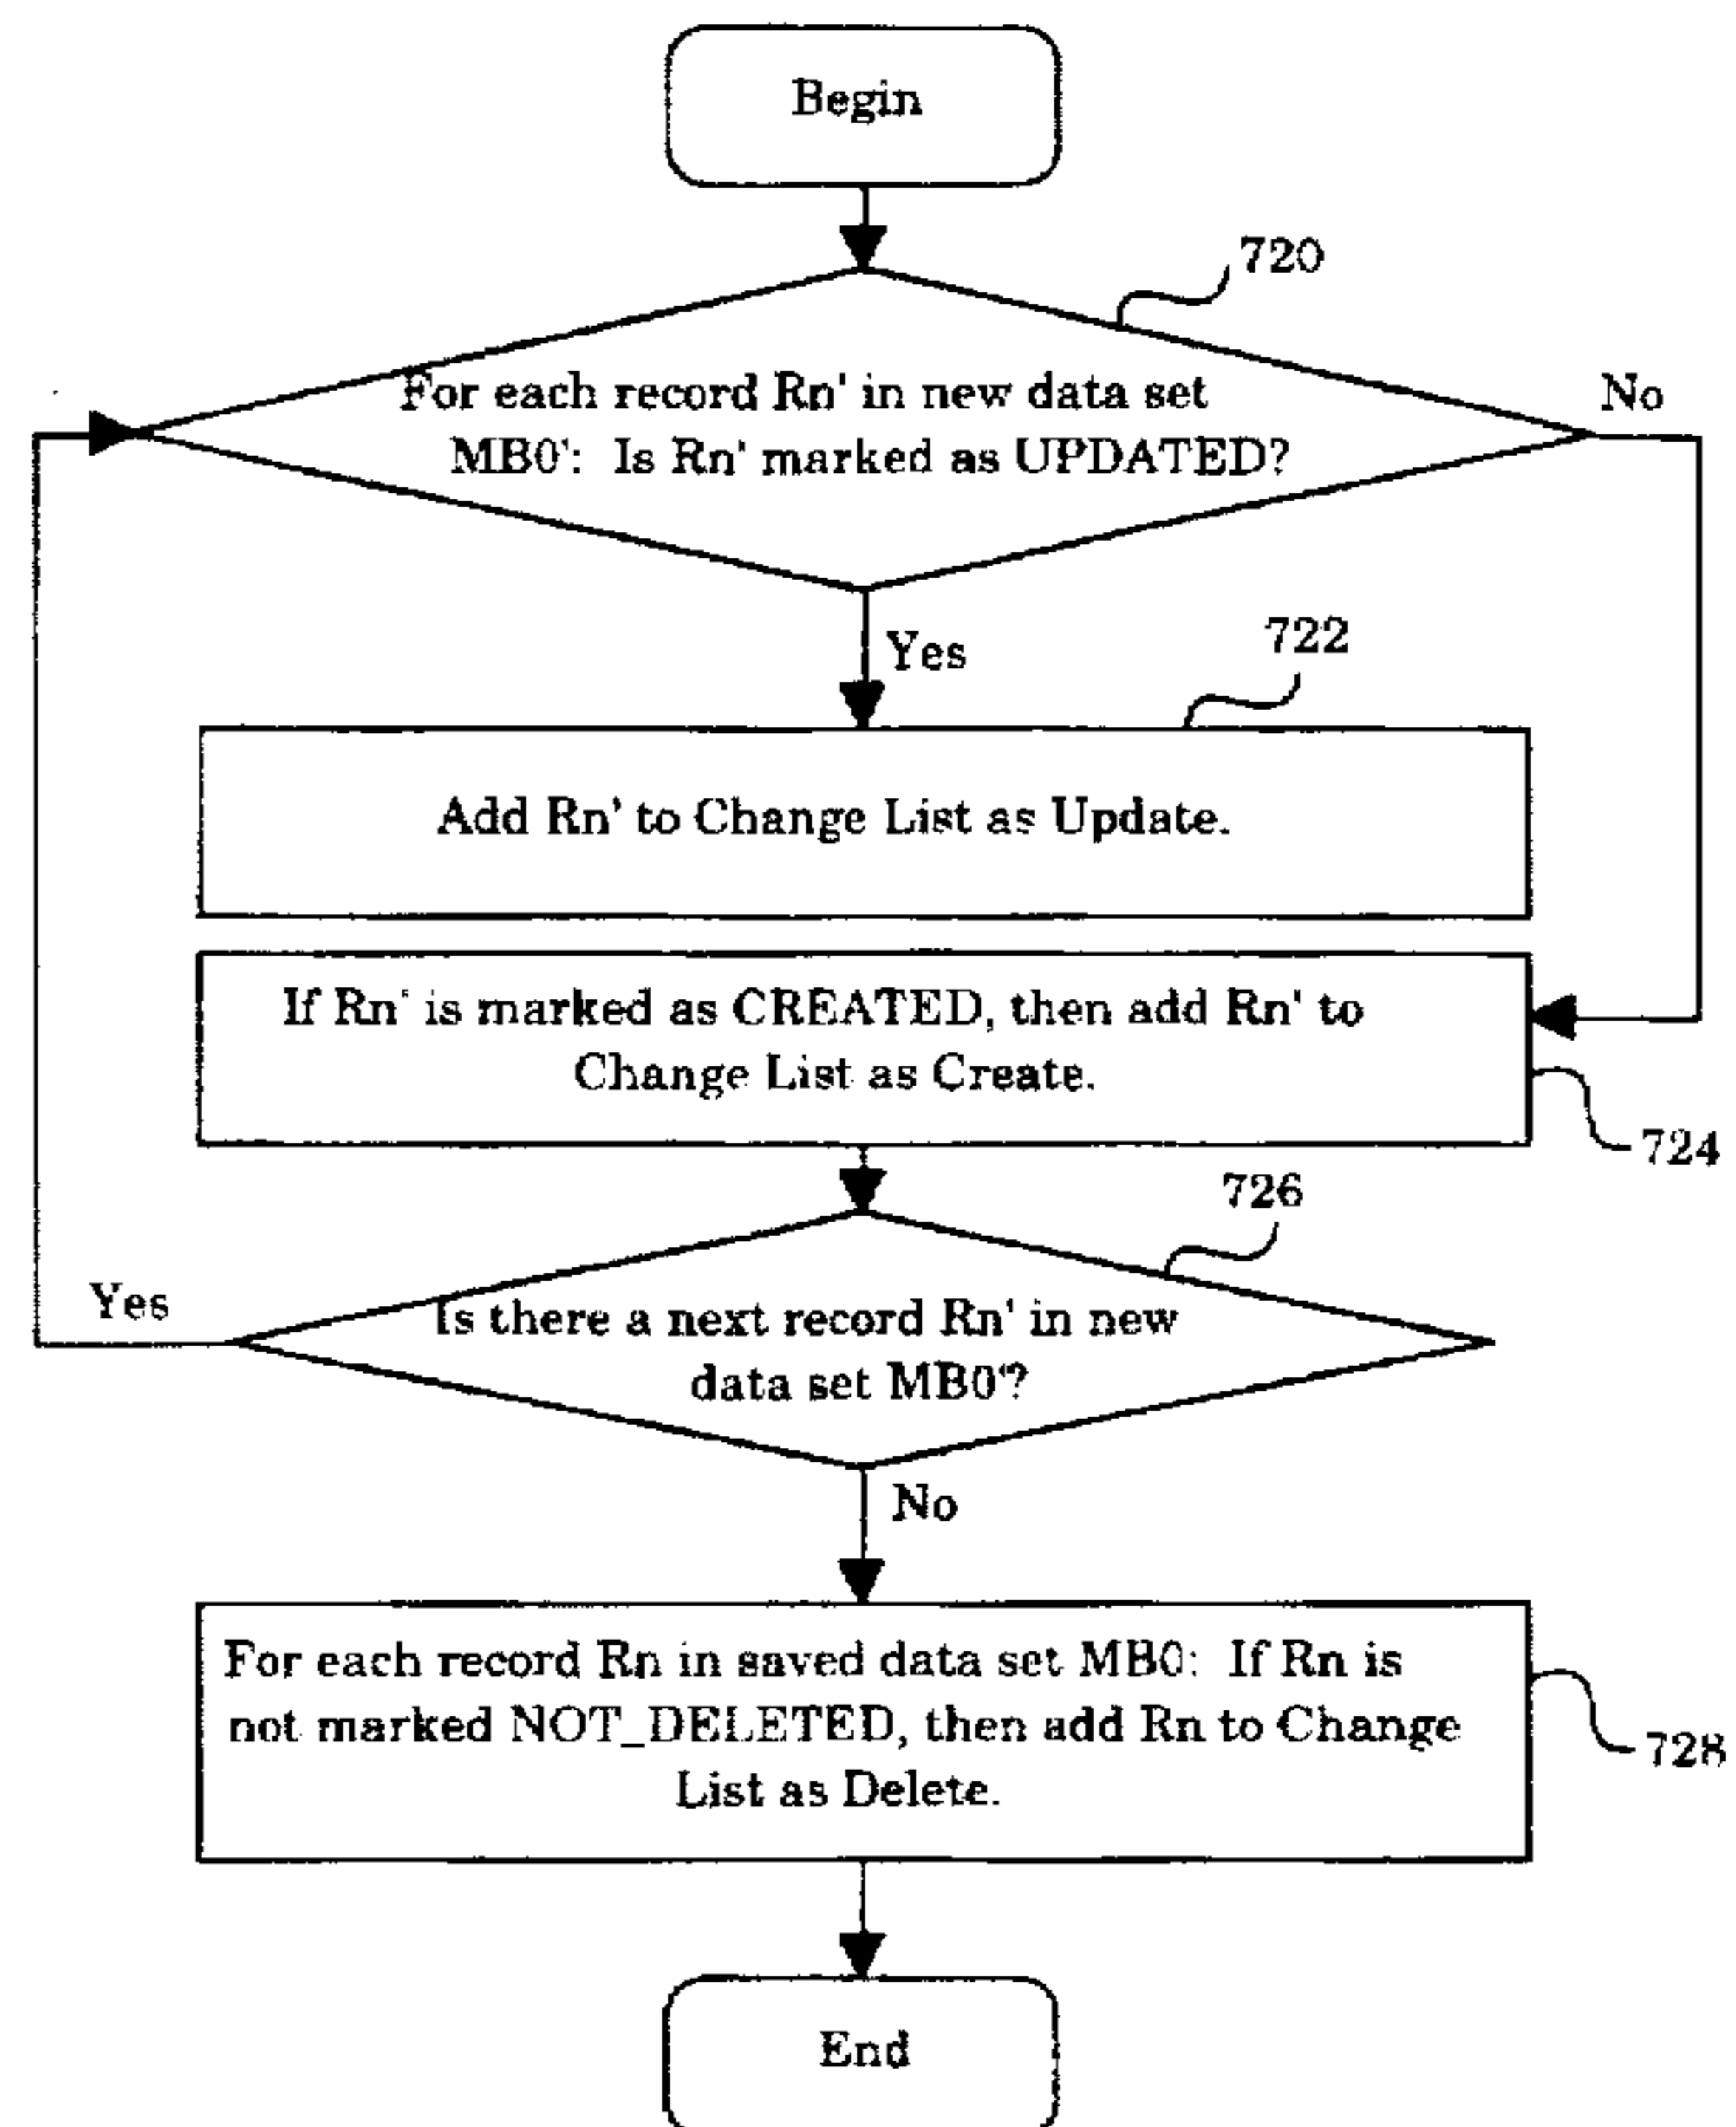 Begin
720
For each record Rn' in new data set
MB0': Is Rn' marked as UPDATED?
No
Yes
722
Add Rn' to Change List as Update.
If Rn' is marked as CREATED, then add Rn' to
Change List as Create.
724
726
Yes
Is there a next record Rn' in new
data set MB0'?
No
For each record Rn in saved data set MB0: If Rn is
not marked NOT_DELETED, then add Rn to Change
List as Delete.
728
End